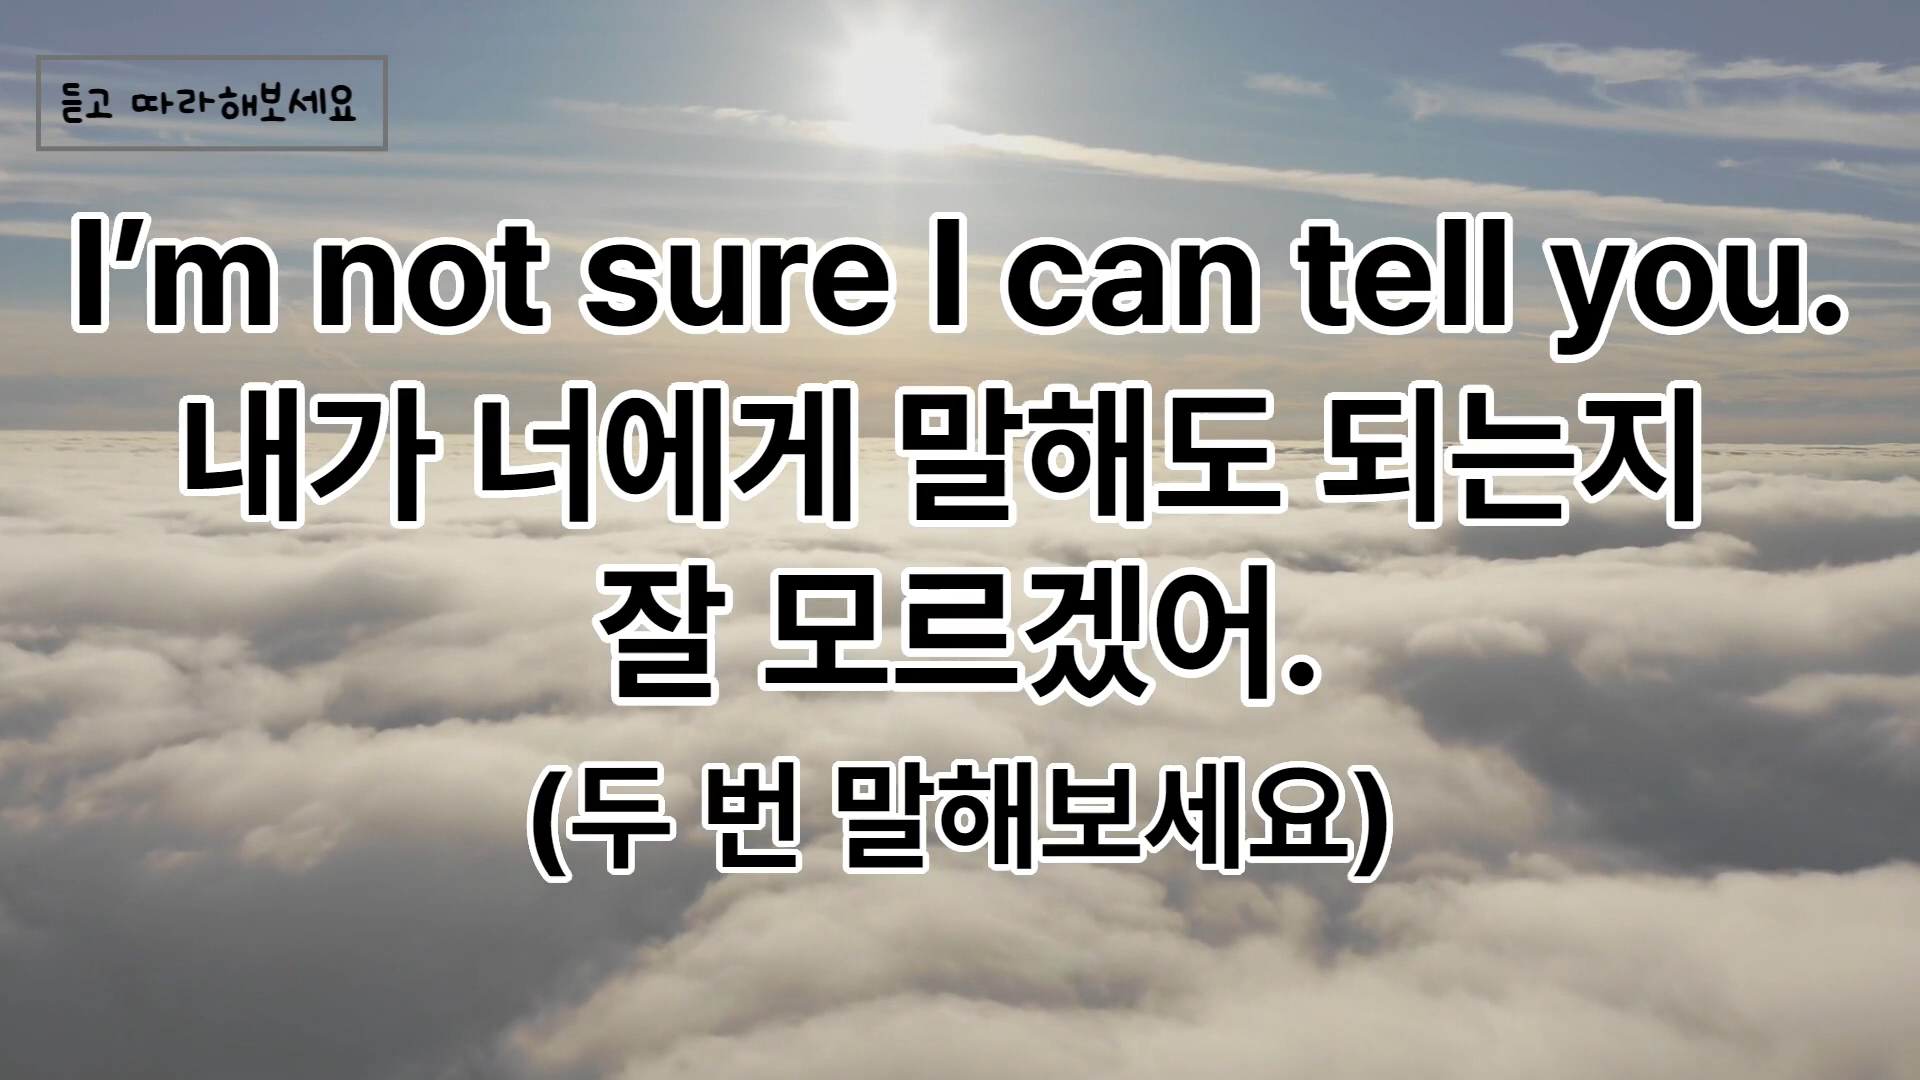 듣고 따라해보세요
I’m not sure I can tell you.
내가 너에게 말해도 되는지
잘 모르겠어.
(두 번 말해보세요)